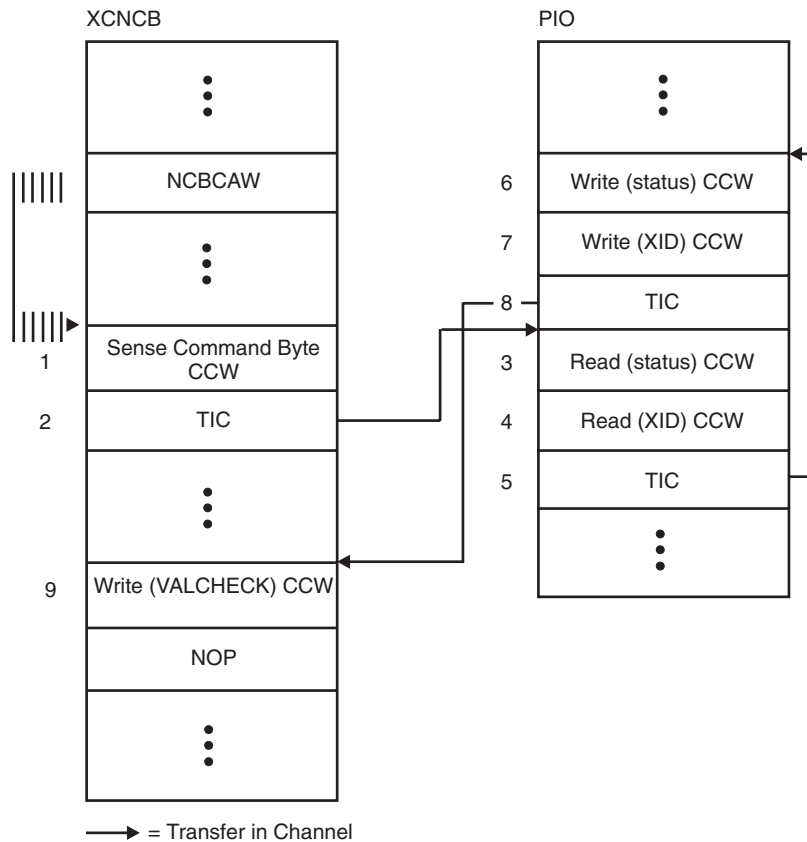 XCNCB
NCBCAW
1
Sense Command Byte
CCW
2
TIC
9
Write (VALCHECK) CCW
NOP
PIO
6
Write (status) CCW
7
Write (XID) CCW
8
TIC
3
Read (status) CCW
4
Read (XID) CCW
5
TIC
= Transfer in Channel